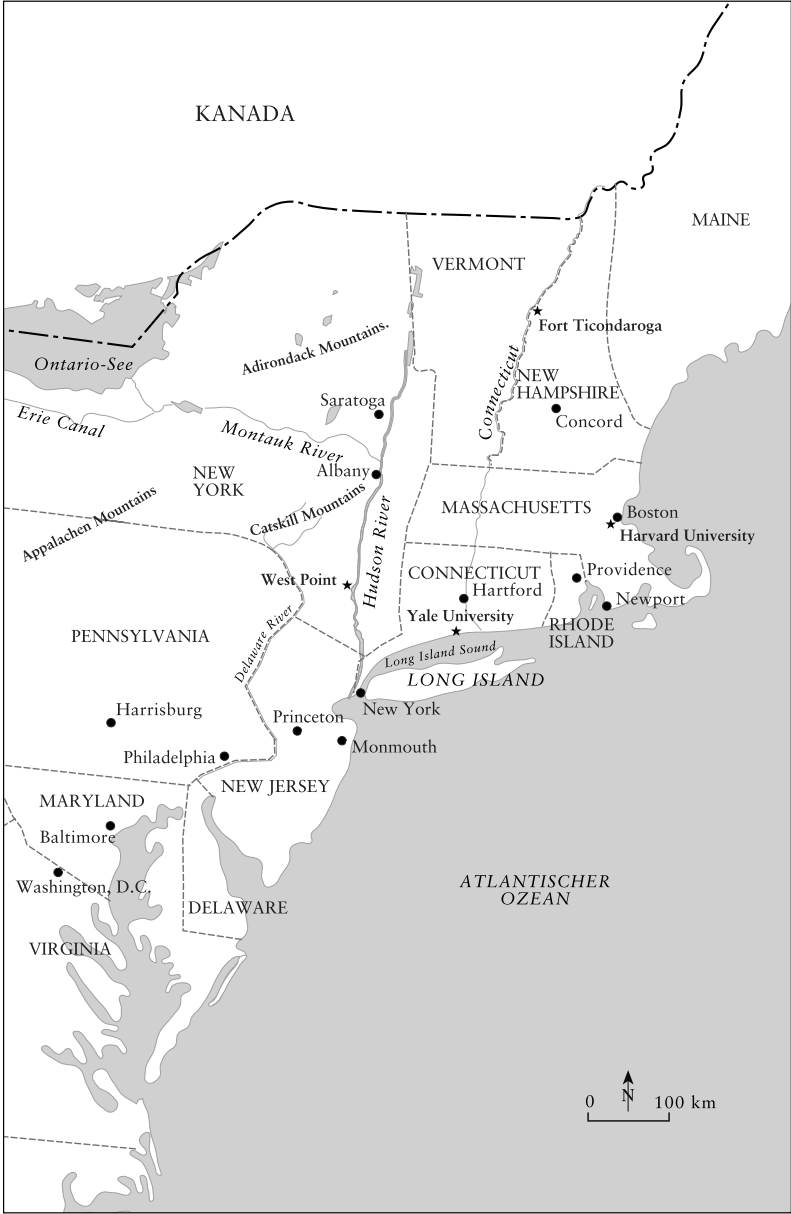 KANADA
MAINE
VERMONT
Fort Ticondaroga
Adirondack Mountains.
Ontario-See
Connecticut
NEW
HAMPSHIRE
Saratoga
Concord
Erie Canal
Montauk River
Albany
NEW
YORK
Catskill Mountains
Appalachen Mountains
MASSACHUSETTS
Boston
Harvard University
Hudson River
West Point
CONNECTICUT
Hartford
Providence
Newport
Yale University
RHODE
ISLAND
PENNSYLVANIA
Delaware River
Long Island Sound
LONG ISLAND
New York
Harrisburg
Princeton
Monmouth
Philadelphia
NEW JERSEY
MARYLAND
Baltimore
Washington, D.C.
DELAWARE
ATLANTISCHER
OZEAN
VIRGINIA
N
0 100 km